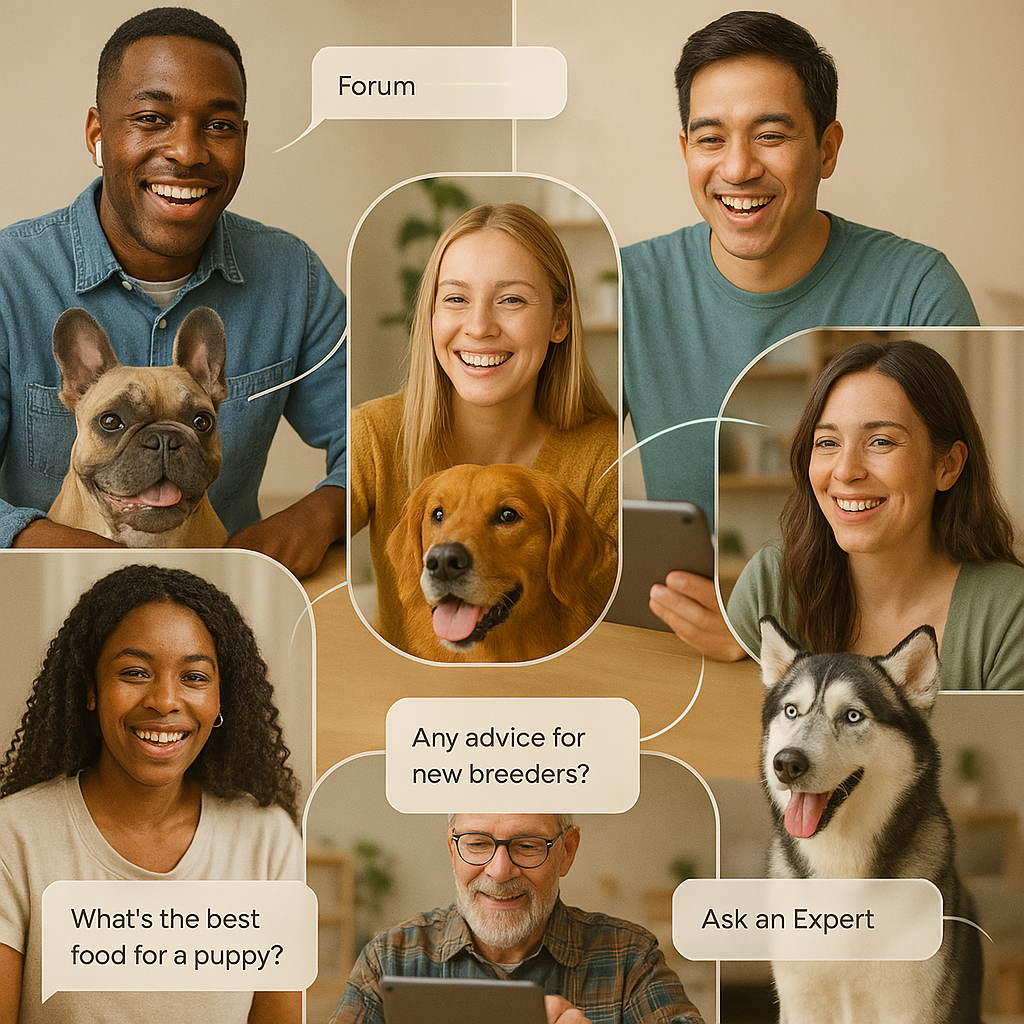 Forum
Any advice for
new breeders?
What's the best
food for a puppy?
Ask an Expert